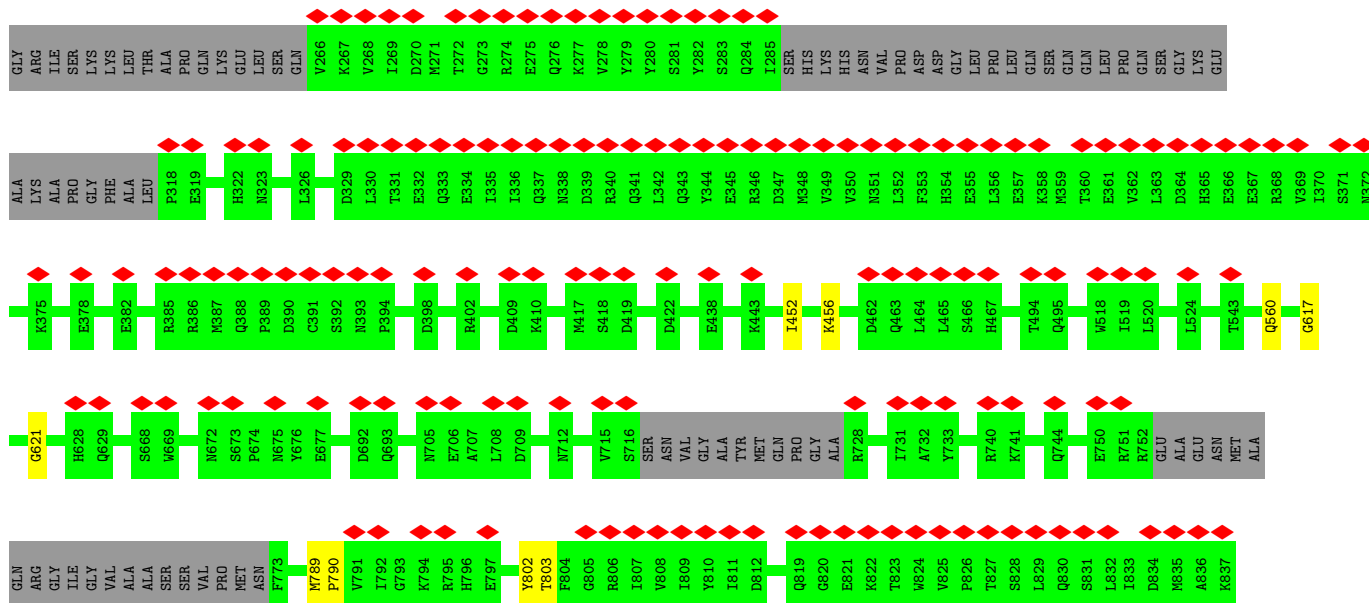 GLY ARG ILE SER LYS LYS LEU THR ALA PRO GLN LYS GLU LEU SER GLN V266 K267 V268 I269 D270 M271 T272 G273 R274 E275 Q276 K277 V278 Y279 Y280 S281 Y282 S283 Q284 I285 SER HIS LYS HIS ASN VAL PRO ASP ASP GLY LEU PRO LEU GLN SER GLN GLN LEU PRO GLN SER GLY LYS GLU
ALA LYS ALA PRO GLY PHE ALA LEU P318 E319 H322 N323 L326 D329 L330 T331 E332 Q333 E334 I335 I336 Q337 N338 D339 R340 Q341 L342 Q343 Y344 E345 R346 D347 M348 V349 V350 N351 L352 F353 H354 E355 L356 E357 K358 M359 T360 E361 V362 L363 D364 H365 E366 E367 R368 V369 I370 S371 N372
K375 E378 E382 R385 R386 M387 Q388 P389 D390 C391 S392 N393 P394 D398 R402 D409 K410 M417 S418 D419 D422 E438 K443 I452 K456 D462 Q463 L464 L465 S466 H467 T494 Q495 W518 I519 L520 L524 T543 Q560 G617
G621 H628 Q629 S668 W669 N672 S673 P674 N675 Y676 E677 D692 Q693 N705 E706 A707 L708 D709 N712 V715 S716 SER ASN VAL GLY ALA TYR MET GLN PRO GLY ALA R728 I731 A732 Y733 R740 K741 Q744 E750 R751 R752 GLU ALA GLU ASN MET ALA
GLN ARG GLY ILE GLY VAL ALA ALA SER SER VAL PRO MET ASN F773 M789 P790 V791 I792 G793 K794 R795 H796 E797 Y802 T803 F804 G805 R806 I807 V808 I809 Y810 I811 D812 Q819 G820 E821 K822 T823 W824 V825 P826 T827 S828 L829 Q830 S831 L832 I833 D834 M835 A836 K837